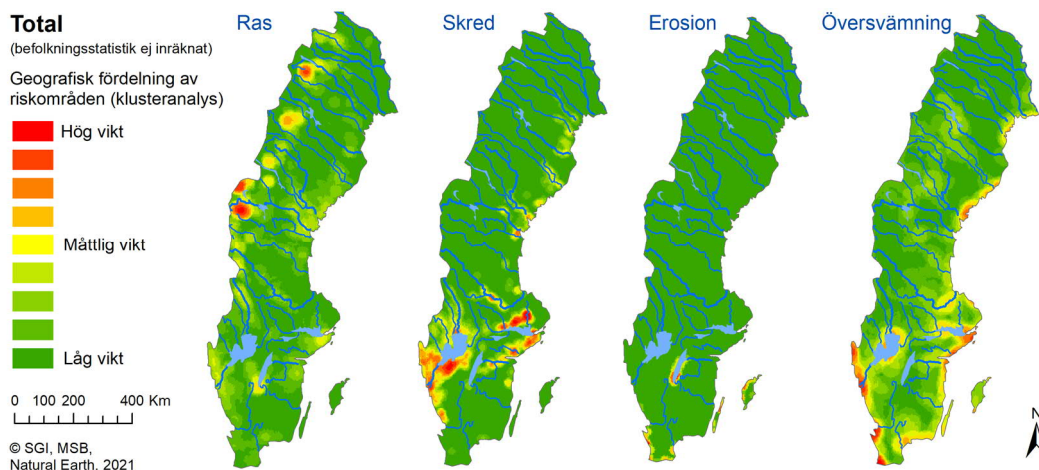 Total
(befolkningsstatistik ej inräknat)
Geografisk fördelning av
riskområden (klusteranalys)
Hög vikt
Måttlig vikt
Låg vikt
0 100 200 400 Km
© SGI, MSB,
Natural Earth, 2021
Ras
Skred
Erosion
Översvämning
N